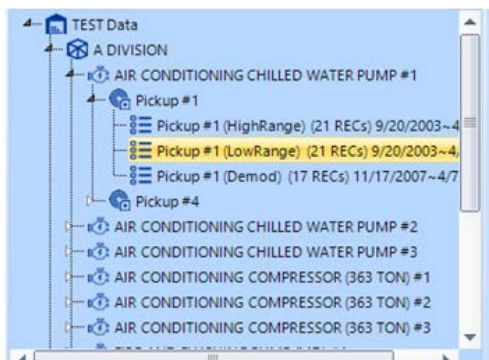 TEST Data
A DIVISION
AIR CONDITIONING CHILLED WATER PUMP #1
Pickup #1
Pickup #1 (HighRange) (21 RECs) 9/20/2003~4
Pickup #1 (LowRange) (21 RECs) 9/20/2003~4/
Pickup #1 (Demod) (17 RECs) 11/17/2007~4/7
Pickup #4
AIR CONDITIONING CHILLED WATER PUMP #2
AIR CONDITIONING CHILLED WATER PUMP #3
AIR CONDITIONING COMPRESSOR (363 TON) #1
AIR CONDITIONING COMPRESSOR (363 TON) #2
AIR CONDITIONING COMPRESSOR (363 TON) #3